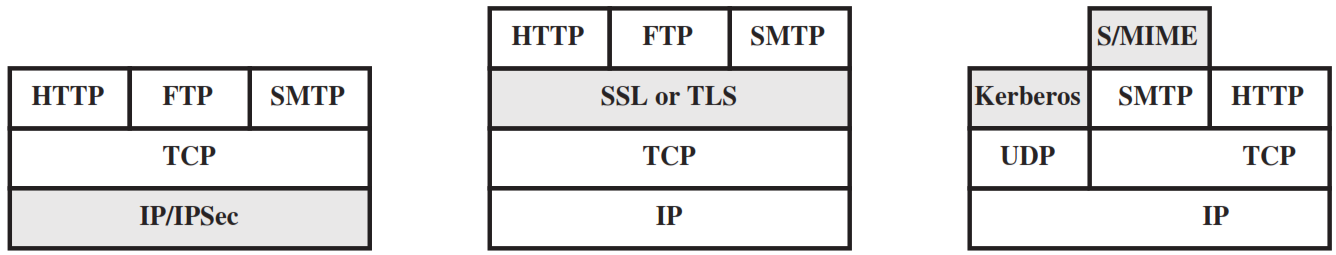 HTTP FTP SMTP
TCP
IP/IPSec
HTTP FTP SMTP
SSL or TLS
TCP
IP
S/MIME
Kerberos SMTP HTTP
UDP TCP
IP